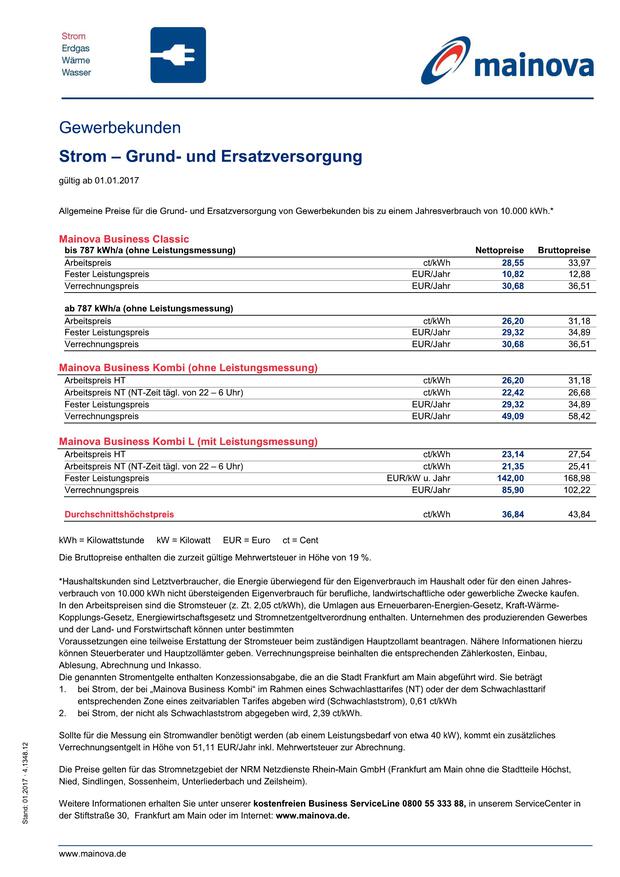 Strom
Erdgas
Wärme
Wasser
mainova
Gewerbekunden
Strom – Grund- und Ersatzversorgung
gültig ab 01.01.2017
Allgemeine Preise für die Grund- und Ersatzversorgung von Gewerbekunden bis zu einem Jahresverbrauch von 10.000 kWh.*
Mainova Business Classic
bis 787 kWh/a (ohne Leistungsmessung) Nettopreise Bruttopreise
Arbeitspreis ct/kWh 28,55 33,97
Fester Leistungspreis EUR/Jahr 10,82 12,88
Verrechnungspreis EUR/Jahr 30,68 36,51
ab 787 kWh/a (ohne Leistungsmessung)
Arbeitspreis ct/kWh 26,20 31,18
Fester Leistungspreis EUR/Jahr 29,32 34,89
Verrechnungspreis EUR/Jahr 30,68 36,51
Mainova Business Kombi (ohne Leistungsmessung)
Arbeitspreis HT ct/kWh 26,20 31,18
Arbeitspreis NT (NT-Zeit tägl. von 22 – 6 Uhr) ct/kWh 22,42 26,68
Fester Leistungspreis EUR/Jahr 29,32 34,89
Verrechnungspreis EUR/Jahr 49,09 58,42
Mainova Business Kombi L (mit Leistungsmessung)
Arbeitspreis HT ct/kWh 23,14 27,54
Arbeitspreis NT (NT-Zeit tägl. von 22 – 6 Uhr) ct/kWh 21,35 25,41
Fester Leistungspreis EUR/kW u. Jahr 142,00 168,98
Verrechnungspreis EUR/Jahr 85,90 102,22
Durchschnittshöchstpreis ct/kWh 36,84 43,84
kWh = Kilowattstunde kW = Kilowatt EUR = Euro ct = Cent
Die Bruttopreise enthalten die zurzeit gültige Mehrwertsteuer in Höhe von 19 %.
*Haushaltskunden sind Letztverbraucher, die Energie überwiegend für den Eigenverbrauch im Haushalt oder für den einen Jahres-
verbrauch von 10.000 kWh nicht übersteigenden Eigenverbrauch für berufliche, landwirtschaftliche oder gewerbliche Zwecke kaufen.
In den Arbeitspreisen sind die Stromsteuer (z. Zt. 2,05 ct/kWh), die Umlagen aus Erneuerbaren-Energien-Gesetz, Kraft-Wärme-
Kopplungs-Gesetz, Energiewirtschaftsgesetz und Stromnetzentgeltverordnung enthalten. Unternehmen des produzierenden Gewerbes
und der Land- und Forstwirtschaft können unter bestimmten
Voraussetzungen eine teilweise Erstattung der Stromsteuer beim zuständigen Hauptzollamt beantragen. Nähere Informationen hierzu
können Steuerberater und Hauptzollämter geben. Verrechnungspreise beinhalten die entsprechenden Zählerkosten, Einbau,
Ablesung, Abrechnung und Inkasso.
Die genannten Stromentgelte enthalten Konzessionsabgabe, die an die Stadt Frankfurt am Main abgeführt wird. Sie beträgt
1. bei Strom, der bei „Mainova Business Kombi“ im Rahmen eines Schwachlasttarifes (NT) oder der dem Schwachlasttarif
entsprechenden Zone eines zeitvariablen Tarifes abgeben wird (Schwachlaststrom), 0,61 ct/kWh
2. bei Strom, der nicht als Schwachlaststrom abgegeben wird, 2,39 ct/kWh.
Sollte für die Messung ein Stromwandler benötigt werden (ab einem Leistungsbedarf von etwa 40 kW), kommt ein zusätzliches
Verrechnungsentgelt in Höhe von 51,11 EUR/Jahr inkl. Mehrwertsteuer zur Abrechnung.
Die Preise gelten für das Stromnetzgebiet der NRM Netzdienste Rhein-Main GmbH (Frankfurt am Main ohne die Stadtteile Höchst,
Nied, Sindlingen, Sossenheim, Unterliederbach und Zeilsheim).
Weitere Informationen erhalten Sie unter unserer kostenfreien Business ServiceLine 0800 55 333 88, in unserem ServiceCenter in
der Stiftstraße 30, Frankfurt am Main oder im Internet: www.mainova.de.
Stand: 01.2017 · 4.1348.12
www.mainova.de